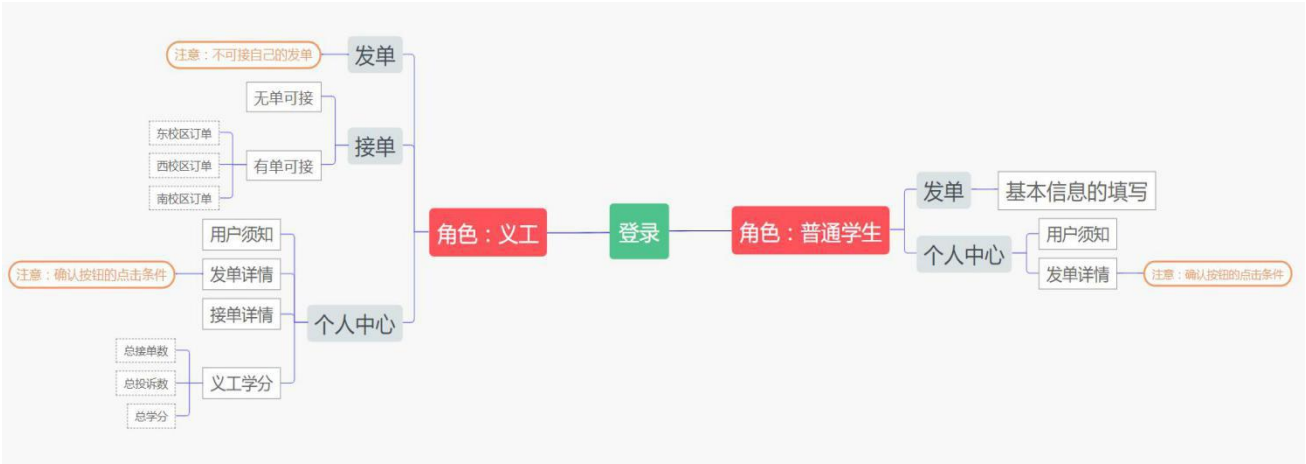 注意：不可接自己的发单
发单
无单可接
接单
东校区订单
西校区订单
南校区订单
有单可接
角色：义工
登录
角色：普通学生
发单
基本信息的填写
个人中心
用户须知
发单详情
注意：确认按钮的点击条件
用户须知
注意：确认按钮的点击条件
发单详情
接单详情
个人中心
总接单数
总投诉数
总学分
义工学分